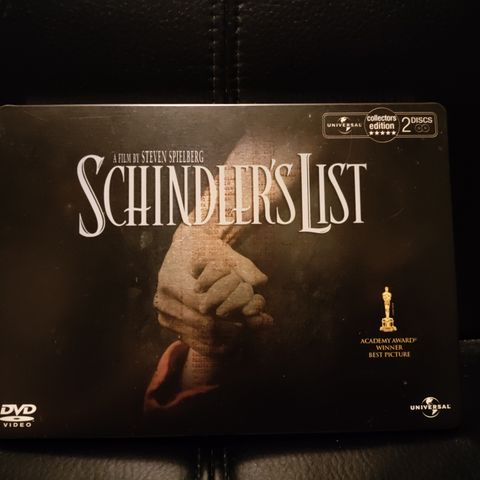 UNIVERSAL
collectors
edition
2 DISCS
A FILM BY STEVEN SPIELBERG
SCHINDLER'S LIST
ACADEMY AWARD®
WINNER
BEST PICTURE
DVD
VIDEO
UNIVERSAL